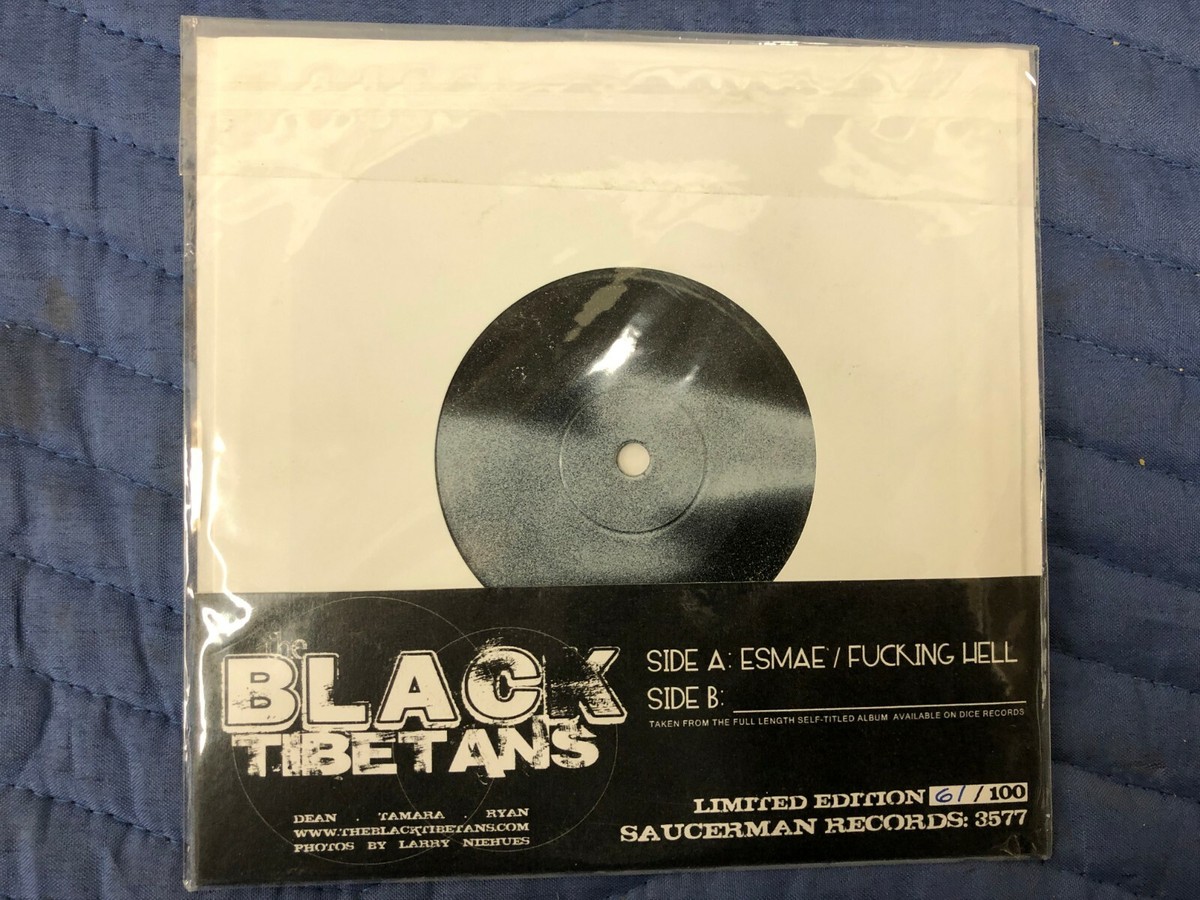 the
BLACK
TIBETANS
DEAN . TAMARA RYAN
WWW.THEBLACKTIBETANS.COM
PHOTOS BY LARRY NIEHUES
SIDE A: ESMAE / FUCKING HELL
SIDE B: ____________________
TAKEN FROM THE FULL LENGTH SELF-TITLED ALBUM AVAILABLE ON DICE RECORDS
LIMITED EDITION 61/100
SAUCERMAN RECORDS: 3577